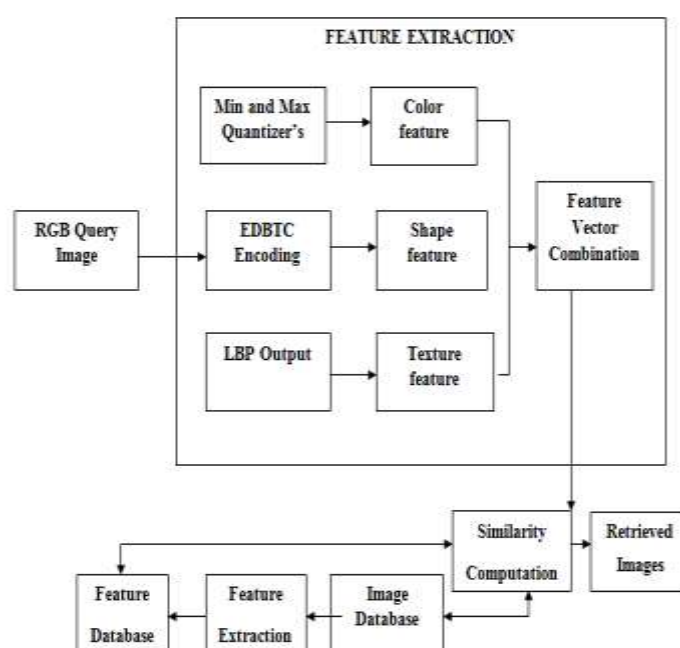 FEATURE EXTRACTION
Min and Max
Quantizer's
Color
feature
RGB Query
Image
EDBTC
Encoding
Shape
feature
Feature
Vector
Combination
LBP Output
Texture
feature
Similarity
Computation
Retrieved
Images
Feature
Database
Feature
Extraction
Image
Database